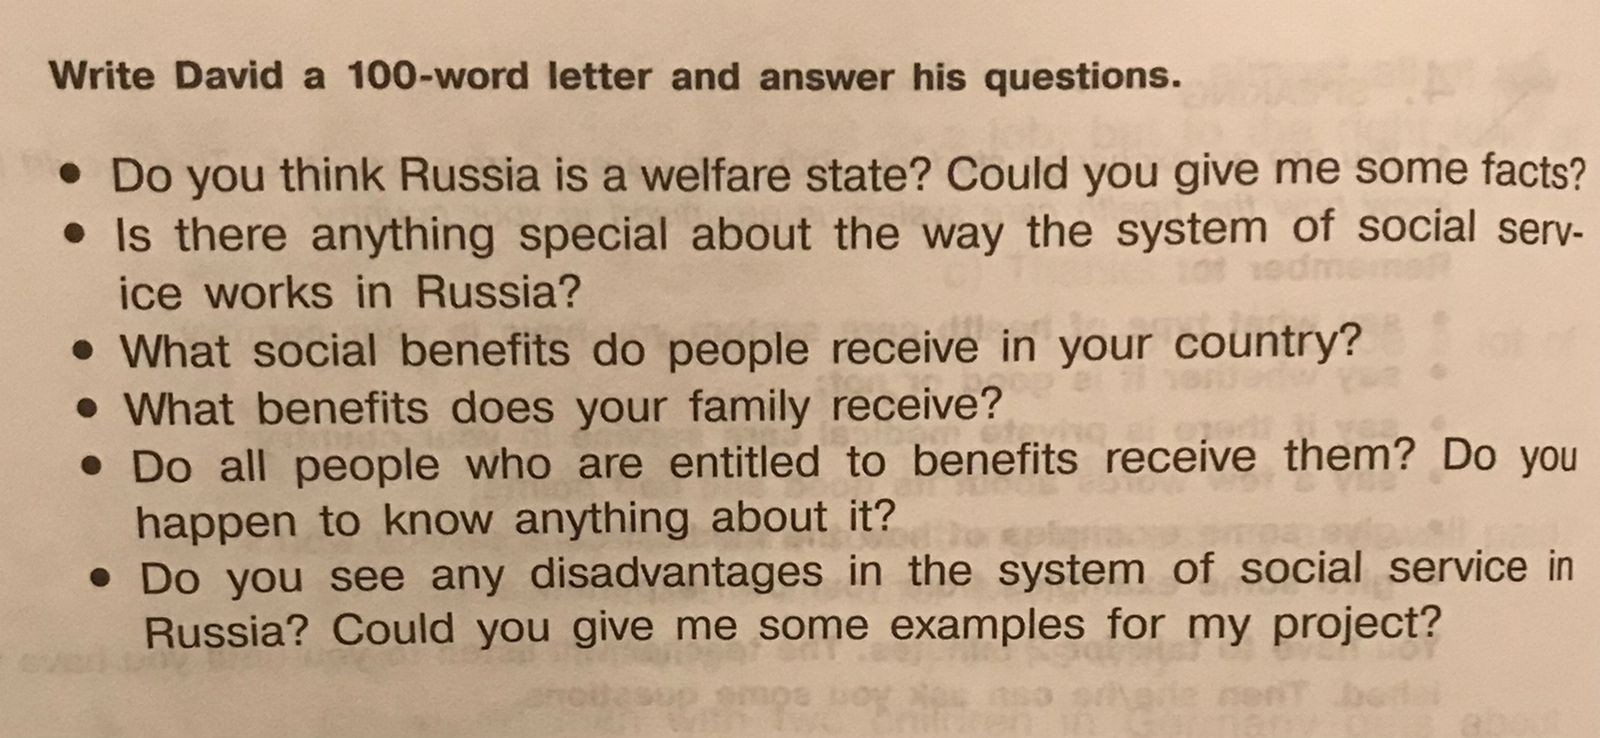 Write David a 100-word letter and answer his questions.
• Do you think Russia is a welfare state? Could you give me some facts?
• Is there anything special about the way the system of social serv-
ice works in Russia?
• What social benefits do people receive in your country?
• What benefits does your family receive?
• Do all people who are entitled to benefits receive them? Do you
happen to know anything about it?
• Do you see any disadvantages in the system of social service in
Russia? Could you give me some examples for my project?